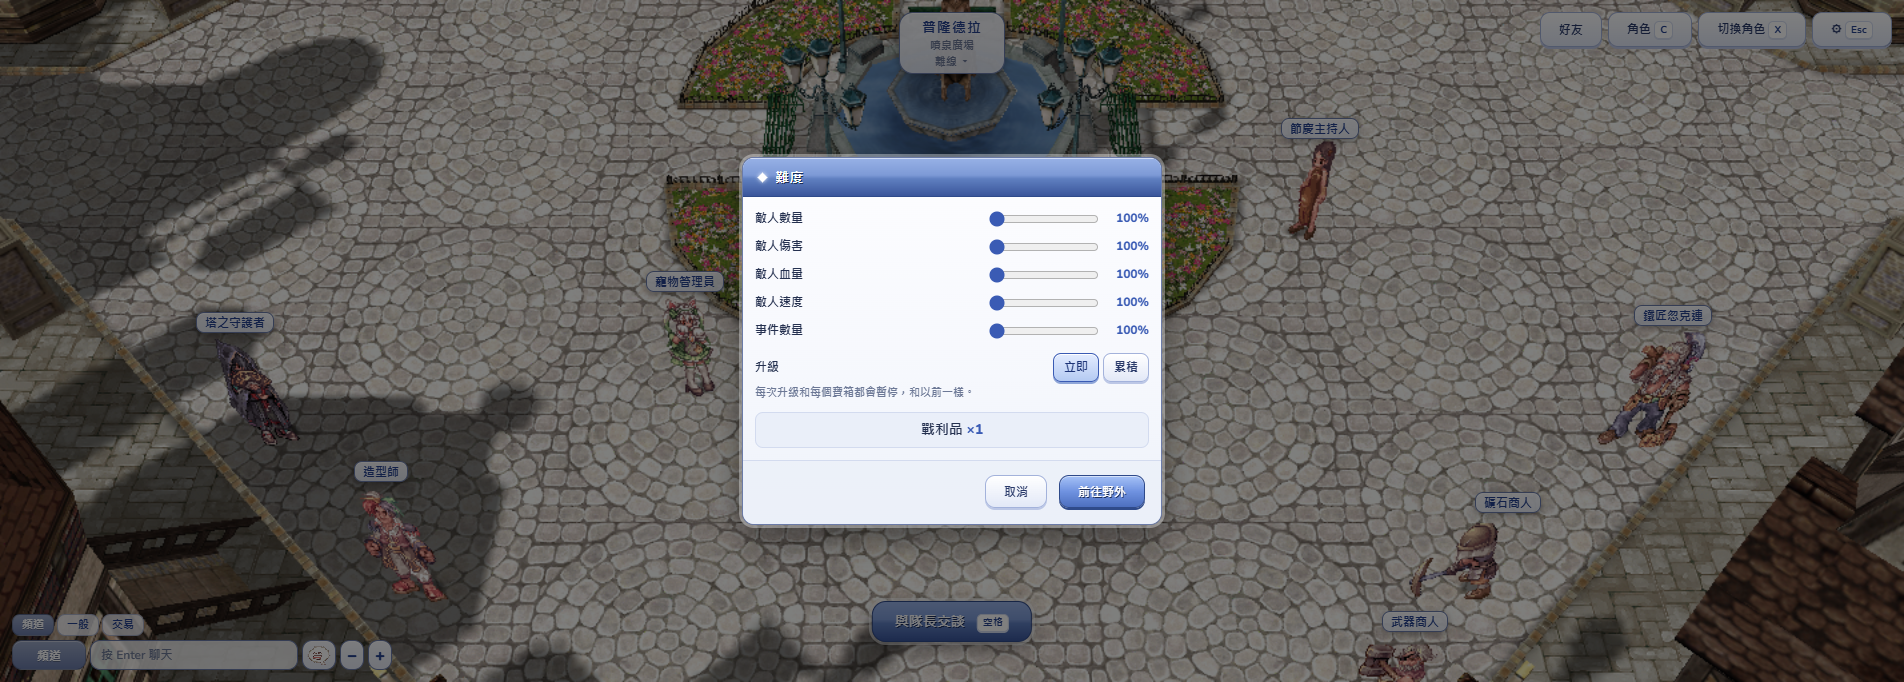 普隆德拉
噴泉廣場
離線
好友
角色 C
切換角色 X
Esc
節慶主持人
難度
敵人數量 100%
敵人傷害 100%
敵人血量 100%
敵人速度 100%
事件數量 100%
升級 立即 累積
每次升級和每個寶箱都會暫停，和以前一樣。
戰利品 ×1
取消 前往野外
寵物管理員
塔之守護者
鐵匠忽克連
造型師
礦石商人
武器商人
與隊長交談 空格
頻道 一般 交易
頻道 按 Enter 聊天 − +